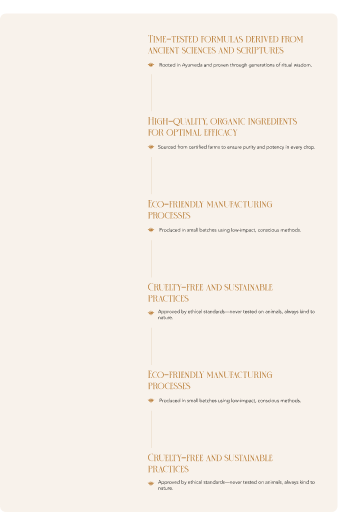 Time-tested formulas derived from
ancient sciences and scriptures
Rooted in Ayurveda and proven through generations of ritual wisdom.
High-quality, organic ingredients
for optimal efficacy
Sourced from certified farms to ensure purity and potency in every drop.
Eco-friendly manufacturing
processes
Produced in small batches using low-impact, conscious methods.
Cruelty-free and sustainable
practices
Approved by ethical standards—never tested on animals, always kind to
nature.
Eco-friendly manufacturing
processes
Produced in small batches using low-impact, conscious methods.
Cruelty-free and sustainable
practices
Approved by ethical standards—never tested on animals, always kind to
nature.